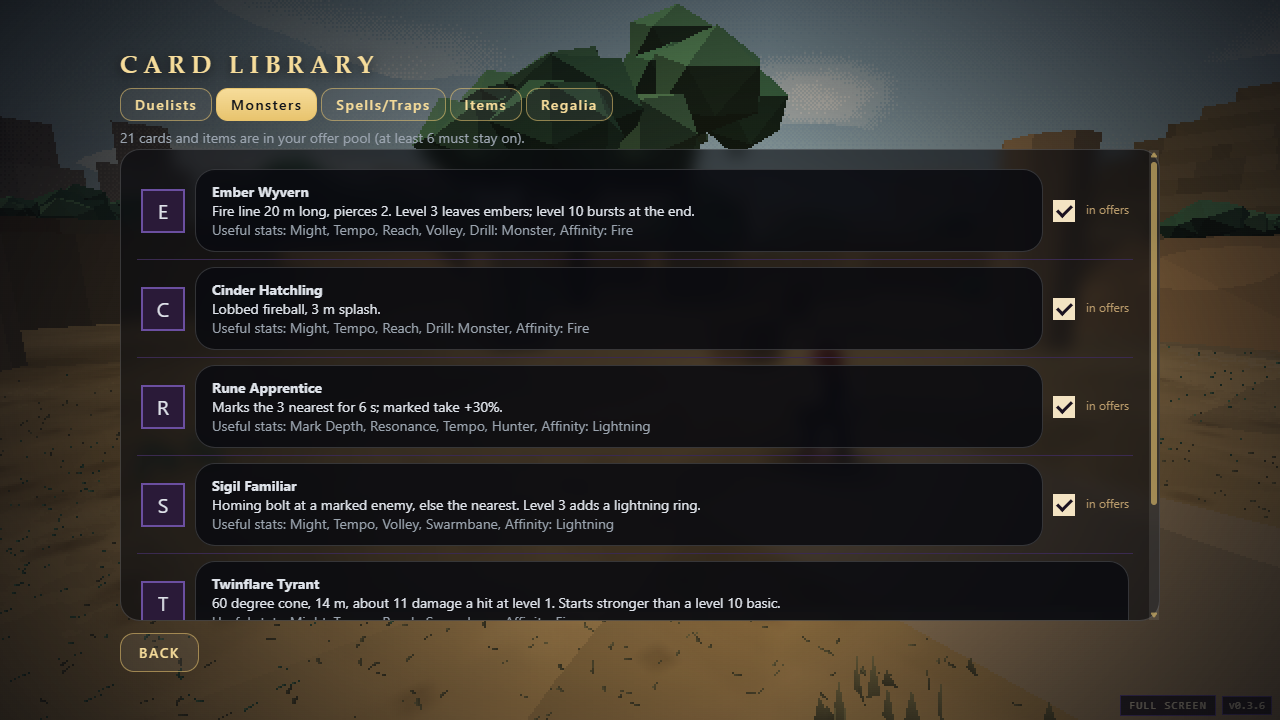 CARD LIBRARY
Duelists Monsters Spells/Traps Items Regalia
21 cards and items are in your offer pool (at least 6 must stay on).
E
Ember Wyvern
Fire line 20 m long, pierces 2. Level 3 leaves embers; level 10 bursts at the end.
Useful stats: Might, Tempo, Reach, Volley, Drill: Monster, Affinity: Fire
in offers
C
Cinder Hatchling
Lobbed fireball, 3 m splash.
Useful stats: Might, Tempo, Reach, Drill: Monster, Affinity: Fire
in offers
R
Rune Apprentice
Marks the 3 nearest for 6 s; marked take +30%.
Useful stats: Mark Depth, Resonance, Tempo, Hunter, Affinity: Lightning
in offers
S
Sigil Familiar
Homing bolt at a marked enemy, else the nearest. Level 3 adds a lightning ring.
Useful stats: Might, Tempo, Volley, Swarmbane, Affinity: Lightning
in offers
T
Twinflare Tyrant
60 degree cone, 14 m, about 11 damage a hit at level 1. Starts stronger than a level 10 basic.
BACK
FULL SCREEN v0.3.6